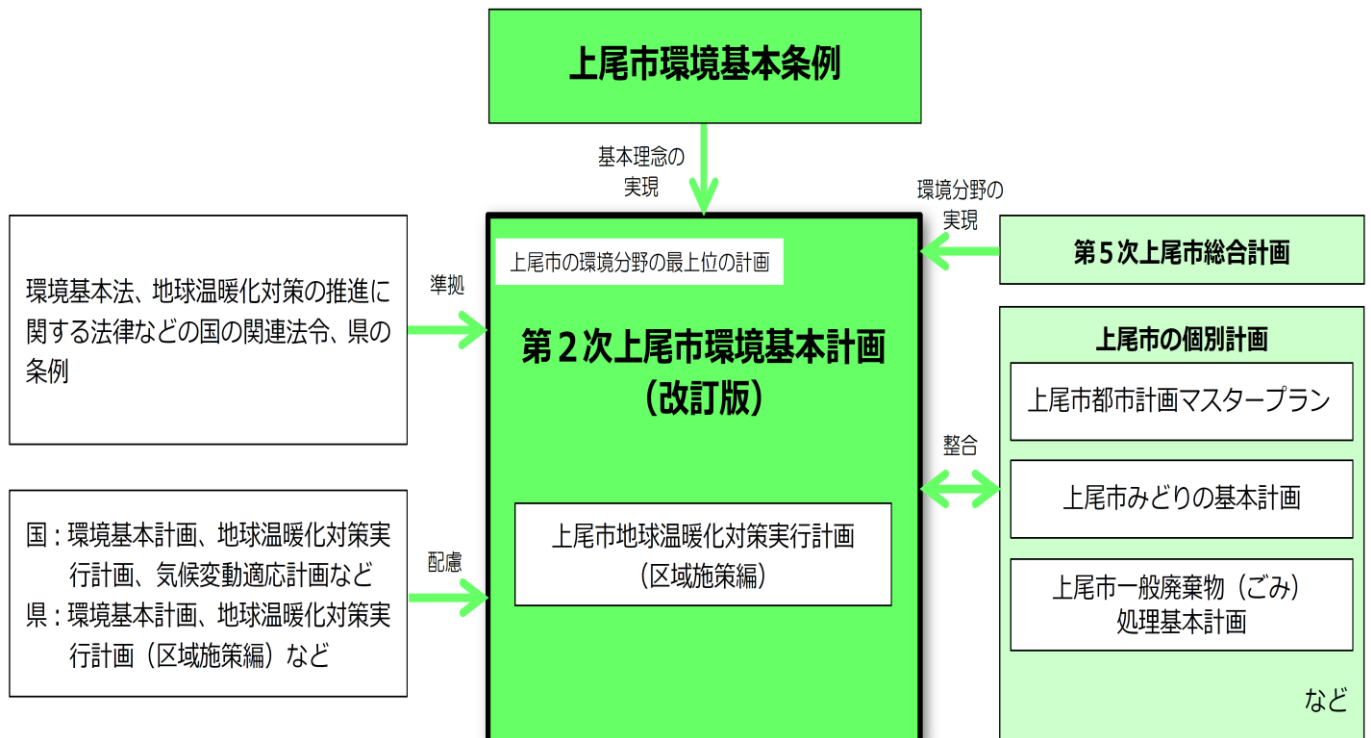 上尾市環境基本条例
基本理念の
実現
環境分野の
実現
環境基本法、地球温暖化対策の推進に
関する法律などの国の関連法令、県の
条例
準拠
上尾市の環境分野の最上位の計画
第２次上尾市環境基本計画
（改訂版）
上尾市地球温暖化対策実行計画
（区域施策編）
国：環境基本計画、地球温暖化対策実
行計画、気候変動適応計画など
県：環境基本計画、地球温暖化対策実
行計画（区域施策編）など
配慮
第５次上尾市総合計画
整合
上尾市の個別計画
上尾市都市計画マスタープラン
上尾市みどりの基本計画
上尾市一般廃棄物（ごみ）
処理基本計画
など